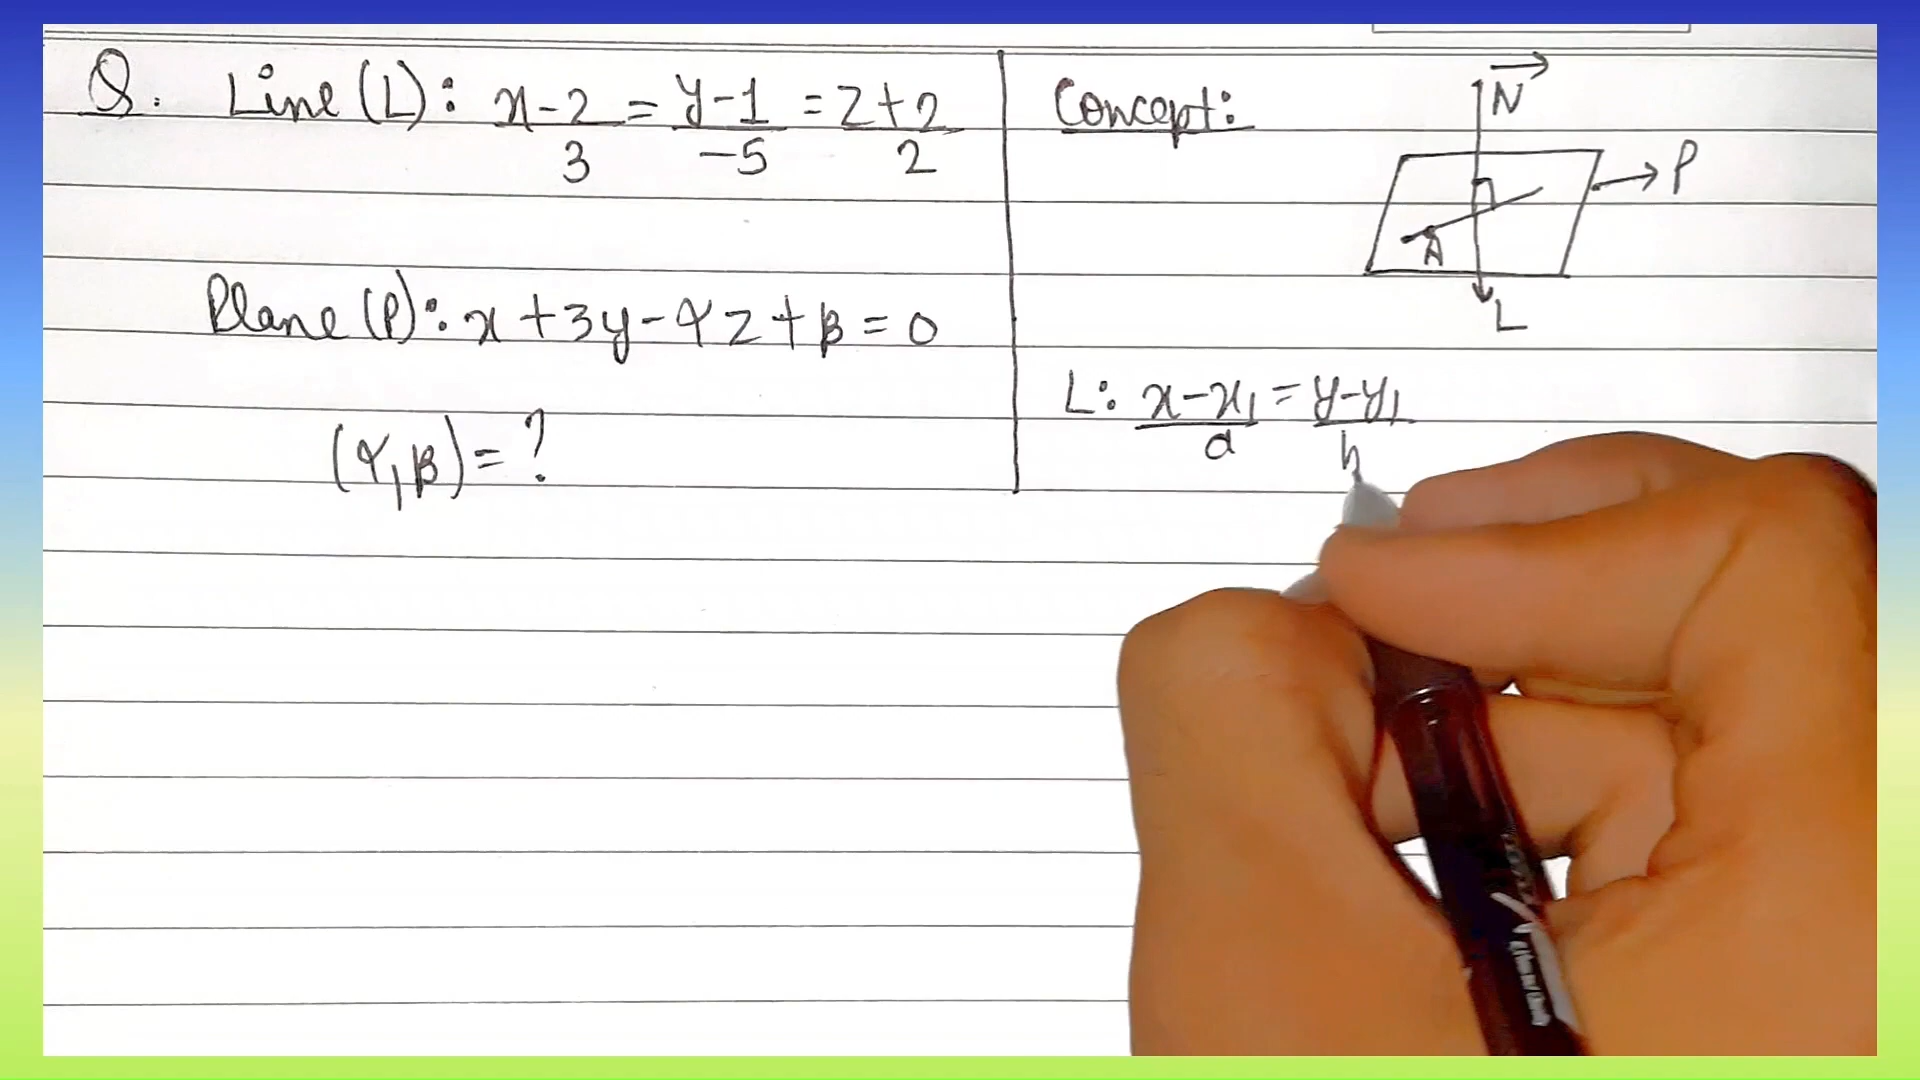 Q. Line (L): x-2/3 = y-1/-5 = z+2/2
Plane (P): x+3y-αz+β=0
(α,β)=?
Concept:
N
P
A
L
L: x-x₁/a = y-y₁/b